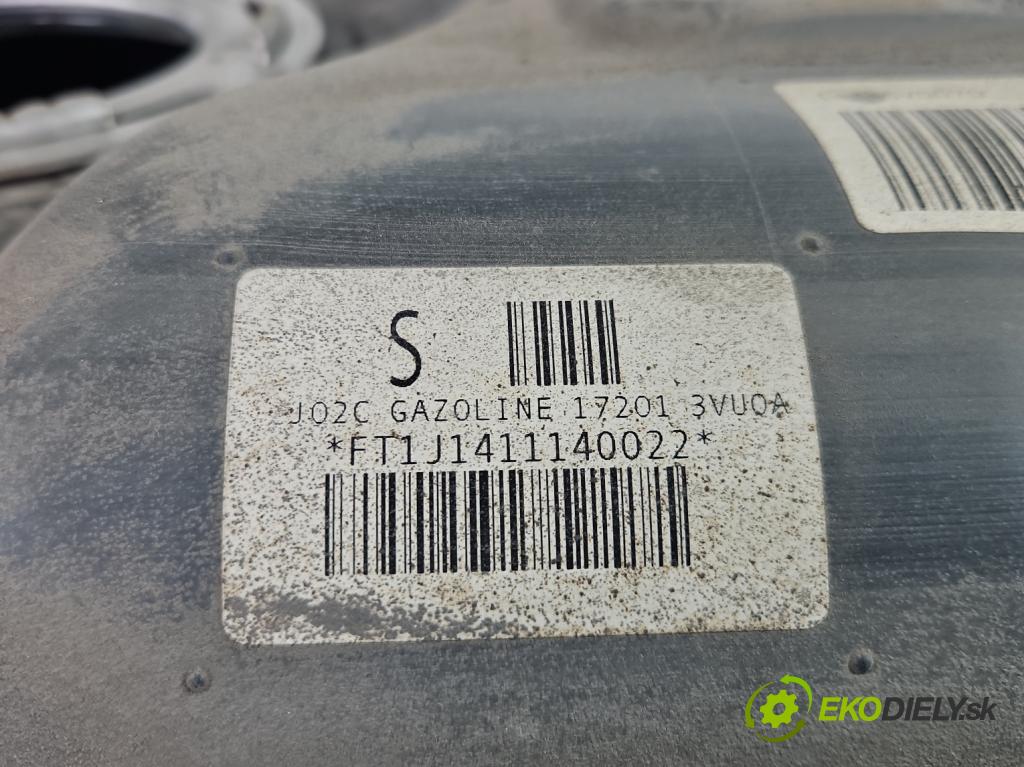 S
J02C GAZOLINE 17201 3VU0A
*FT1J1411140022*
EKODIELY.sk